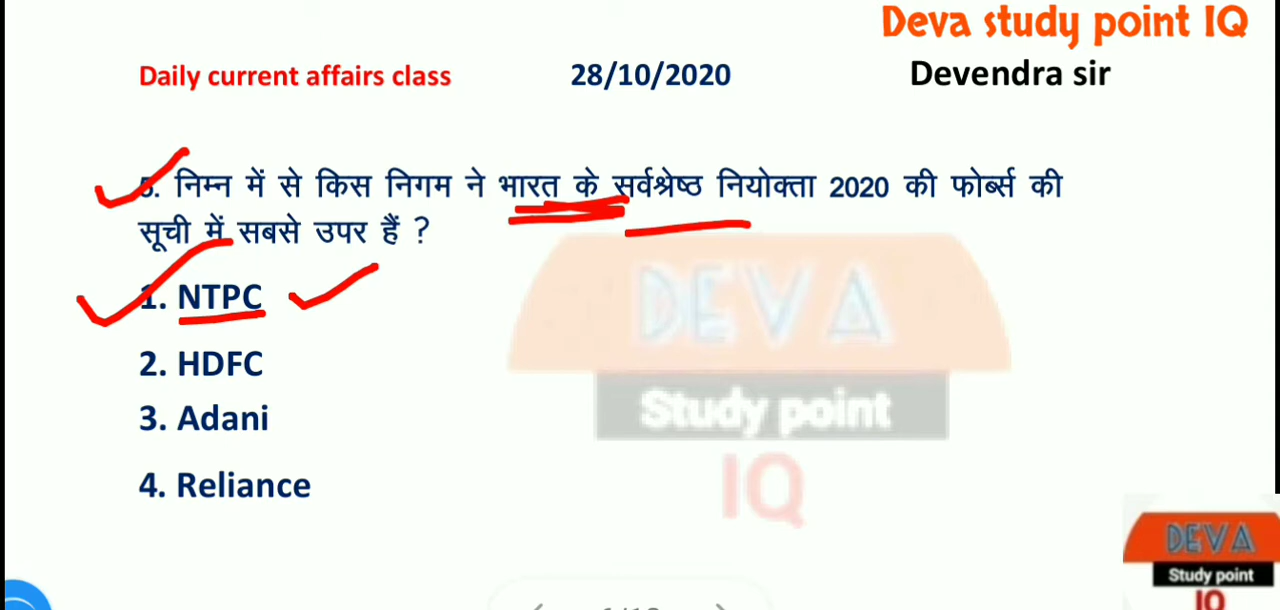 Deva study point IQ
Daily current affairs class 28/10/2020 Devendra sir
5. निम्न में से किस निगम ने भारत के सर्वश्रेष्ठ नियोक्ता 2020 की फोर्ब्स की
सूची में सबसे उपर हैं ?
1. NTPC
2. HDFC
3. Adani
4. Reliance
DEVA
Study point
IQ
DEVA
Study point
IQ